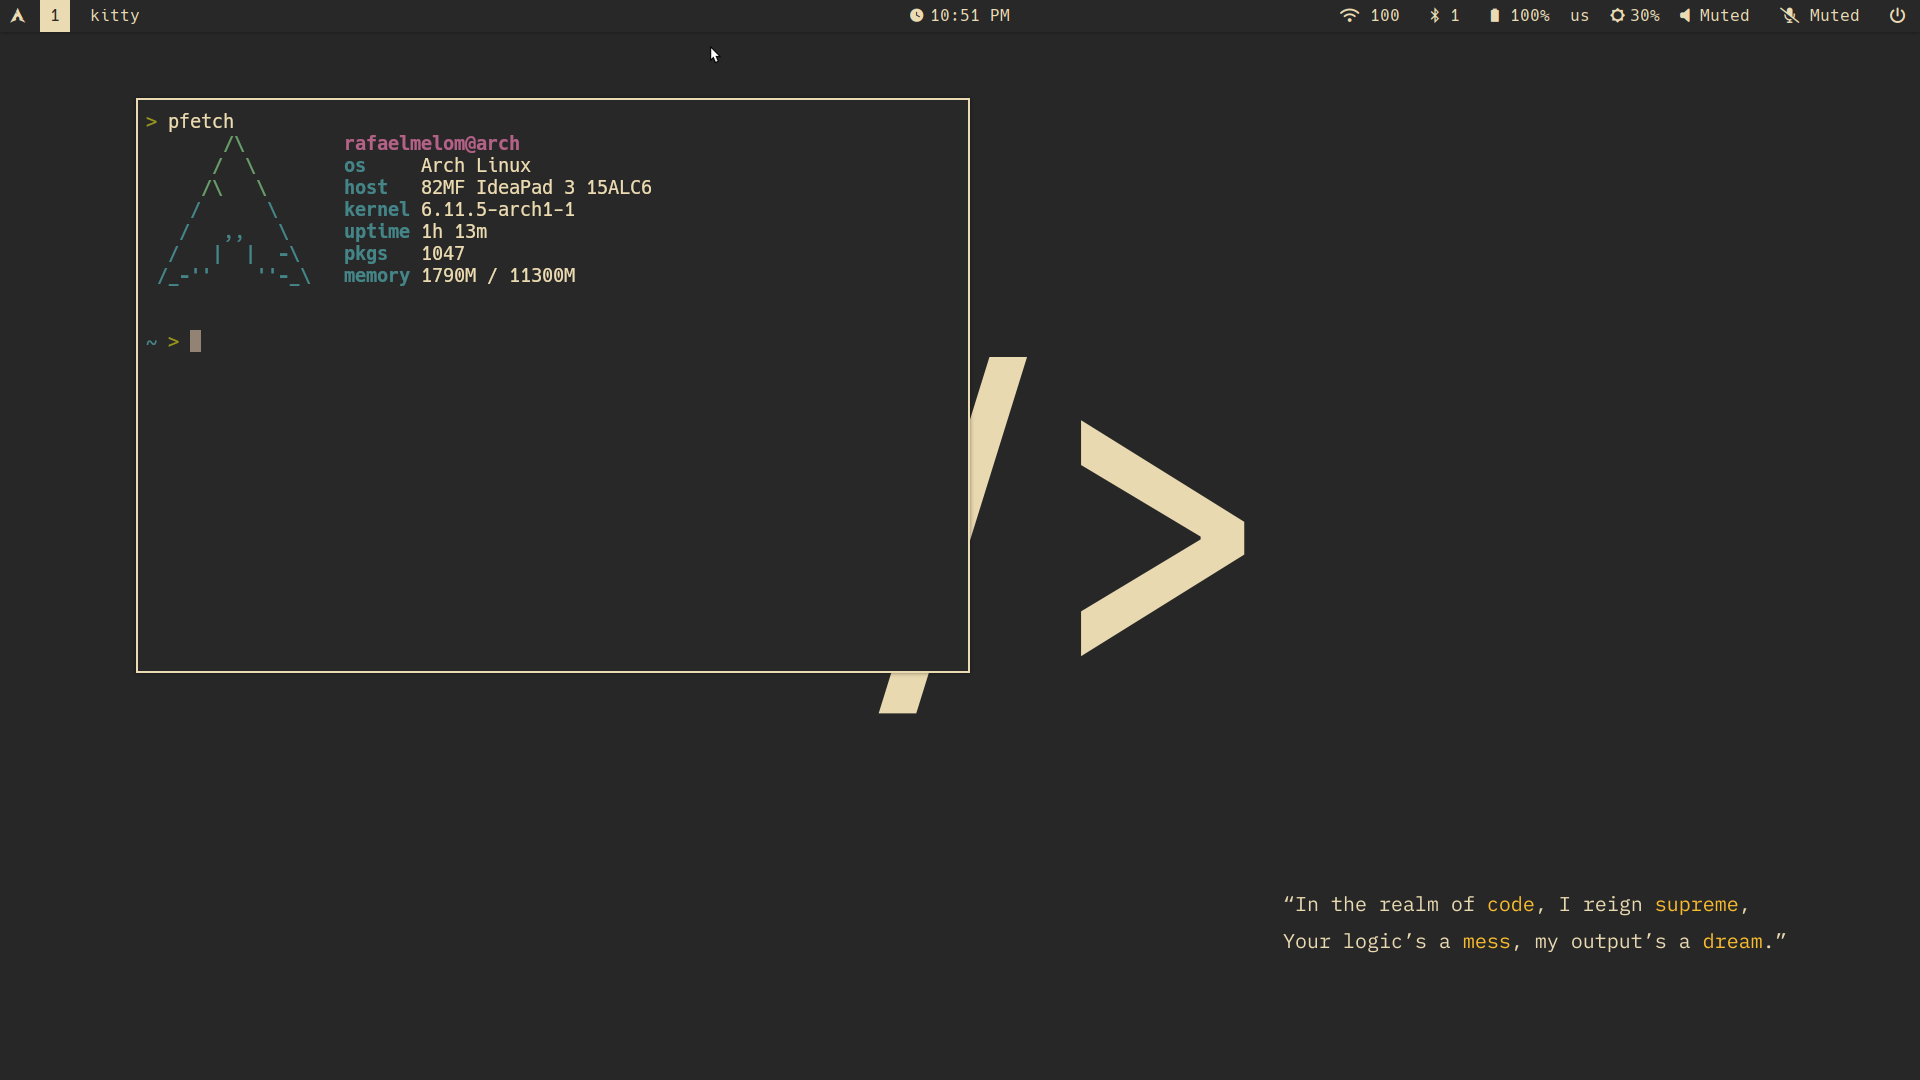 1 kitty 10:51 PM 100 1 100% us 30% Muted Muted
> pfetch
rafaelmelom@arch
os Arch Linux
host 82MF IdeaPad 3 15ALC6
kernel 6.11.5-arch1-1
uptime 1h 13m
pkgs 1047
memory 1790M / 11300M
~ >
/>
“In the realm of code, I reign supreme,
Your logic’s a mess, my output’s a dream.”